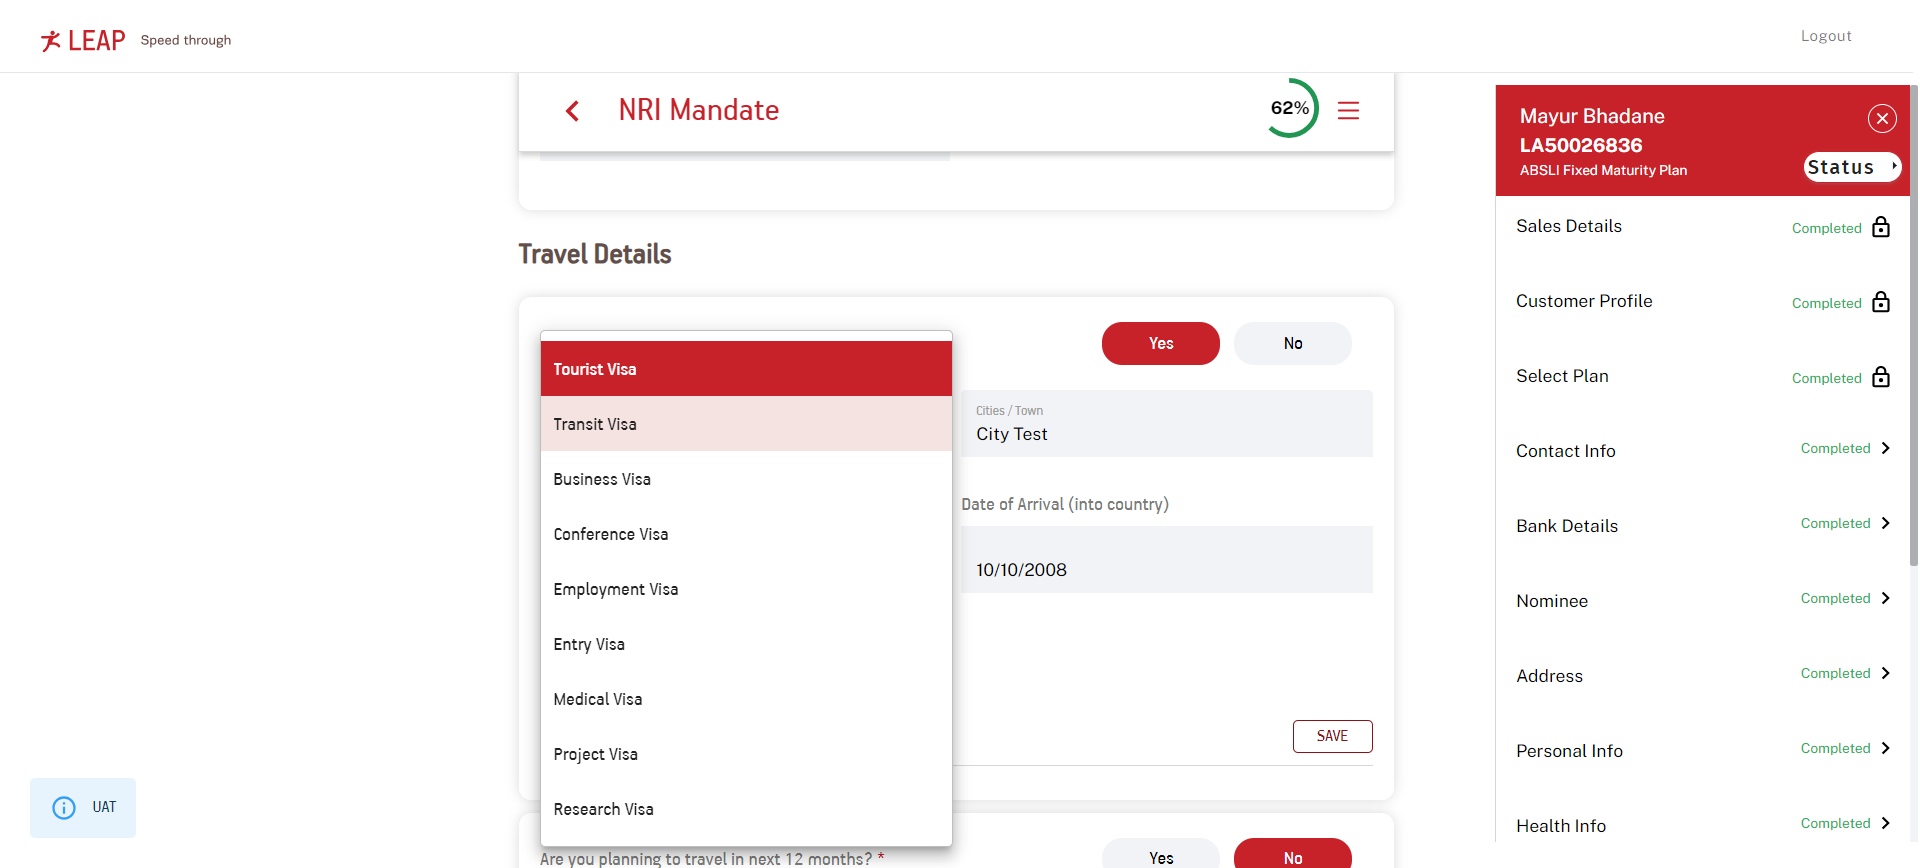 LEAP Speed through
Logout
NRI Mandate
62%
Travel Details
Tourist Visa
Transit Visa
Business Visa
Conference Visa
Employment Visa
Entry Visa
Medical Visa
Project Visa
Research Visa
Yes No
Cities / Town
City Test
Date of Arrival (into country)
10/10/2008
SAVE
Are you planning to travel in next 12 months? *
Yes No
UAT
Mayur Bhadane
LA50026836
ABSLI Fixed Maturity Plan
Status
Sales Details Completed
Customer Profile Completed
Select Plan Completed
Contact Info Completed
Bank Details Completed
Nominee Completed
Address Completed
Personal Info Completed
Health Info Completed